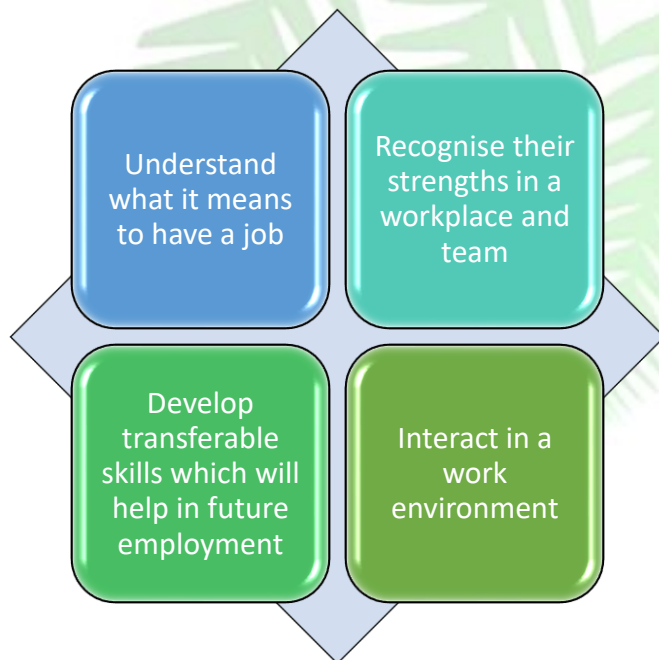 Understand
what it means
to have a job
Recognise their
strengths in a
workplace and
team
Develop
transferable
skills which will
help in future
employment
Interact in a
work
environment